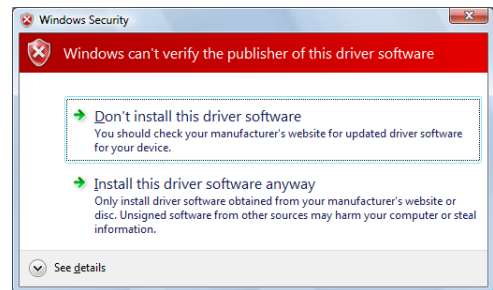 Windows Security
Windows can't verify the publisher of this driver software
Don't install this driver software
You should check your manufacturer's website for updated driver software
for your device.
Install this driver software anyway
Only install driver software obtained from your manufacturer's website or
disc. Unsigned software from other sources may harm your computer or steal
information.
See details